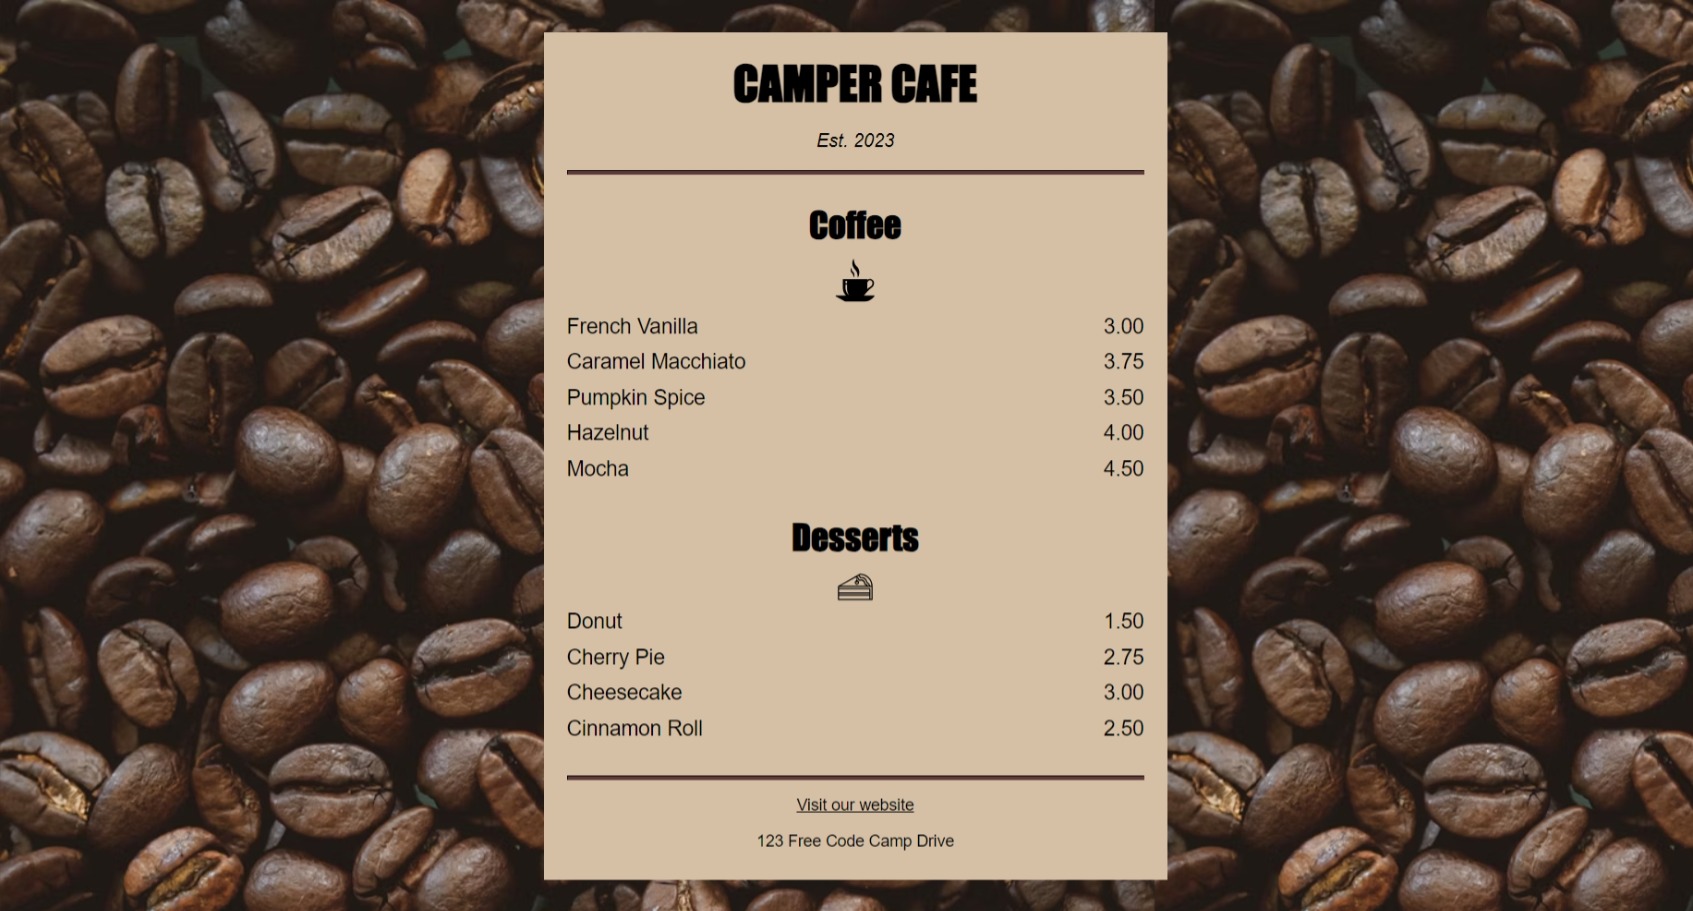 CAMPER CAFE
Est. 2023
Coffee
French Vanilla 3.00
Caramel Macchiato 3.75
Pumpkin Spice 3.50
Hazelnut 4.00
Mocha 4.50
Desserts
Donut 1.50
Cherry Pie 2.75
Cheesecake 3.00
Cinnamon Roll 2.50
Visit our website
123 Free Code Camp Drive